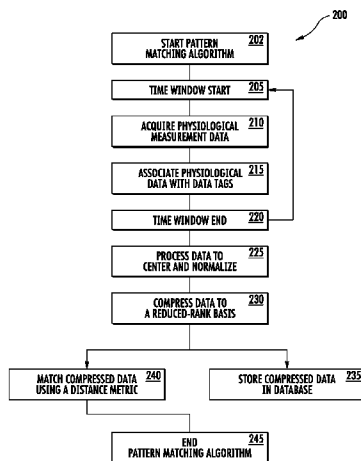 200
START PATTERN 202
MATCHING ALGORITHM
TIME WINDOW START 205
ACQUIRE PHYSIOLOGICAL 210
MEASUREMENT DATA
ASSOCIATE PHYSIOLOGICAL 215
DATA WITH DATA TAGS
TIME WINDOW END 220
PROCESS DATA TO 225
CENTER AND NORMALIZE
COMPRESS DATA TO 230
A REDUCED-RANK BASIS
MATCH COMPRESSED DATA 240
USING A DISTANCE METRIC
STORE COMPRESSED DATA 235
IN DATABASE
END 245
PATTERN MATCHING ALGORITHM